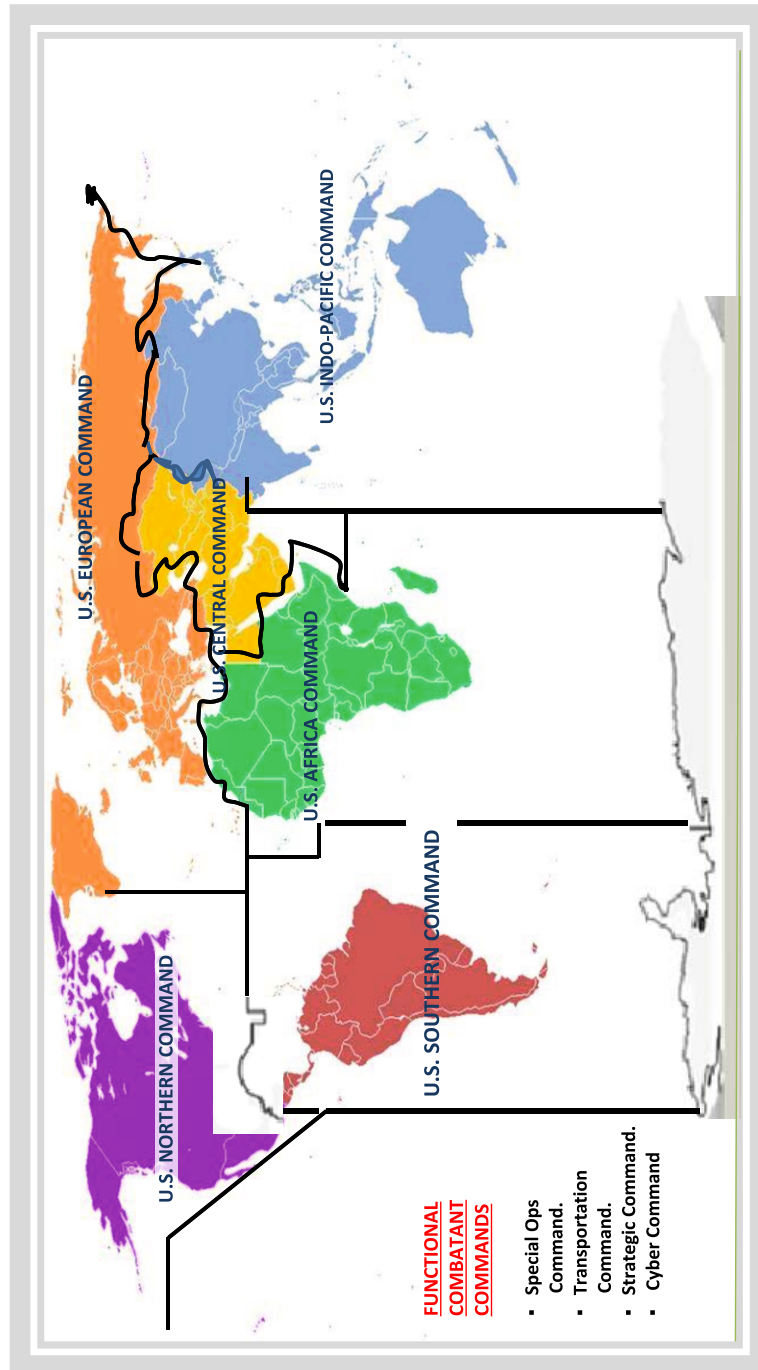 U.S. NORTHERN COMMAND
U.S. EUROPEAN COMMAND
U.S. CENTRAL COMMAND
U.S. INDO-PACIFIC COMMAND
U.S. AFRICA COMMAND
U.S. SOUTHERN COMMAND
FUNCTIONAL
COMBATANT
COMMANDS
▪ Special Ops
Command.
▪ Transportation
Command.
▪ Strategic Command.
▪ Cyber Command